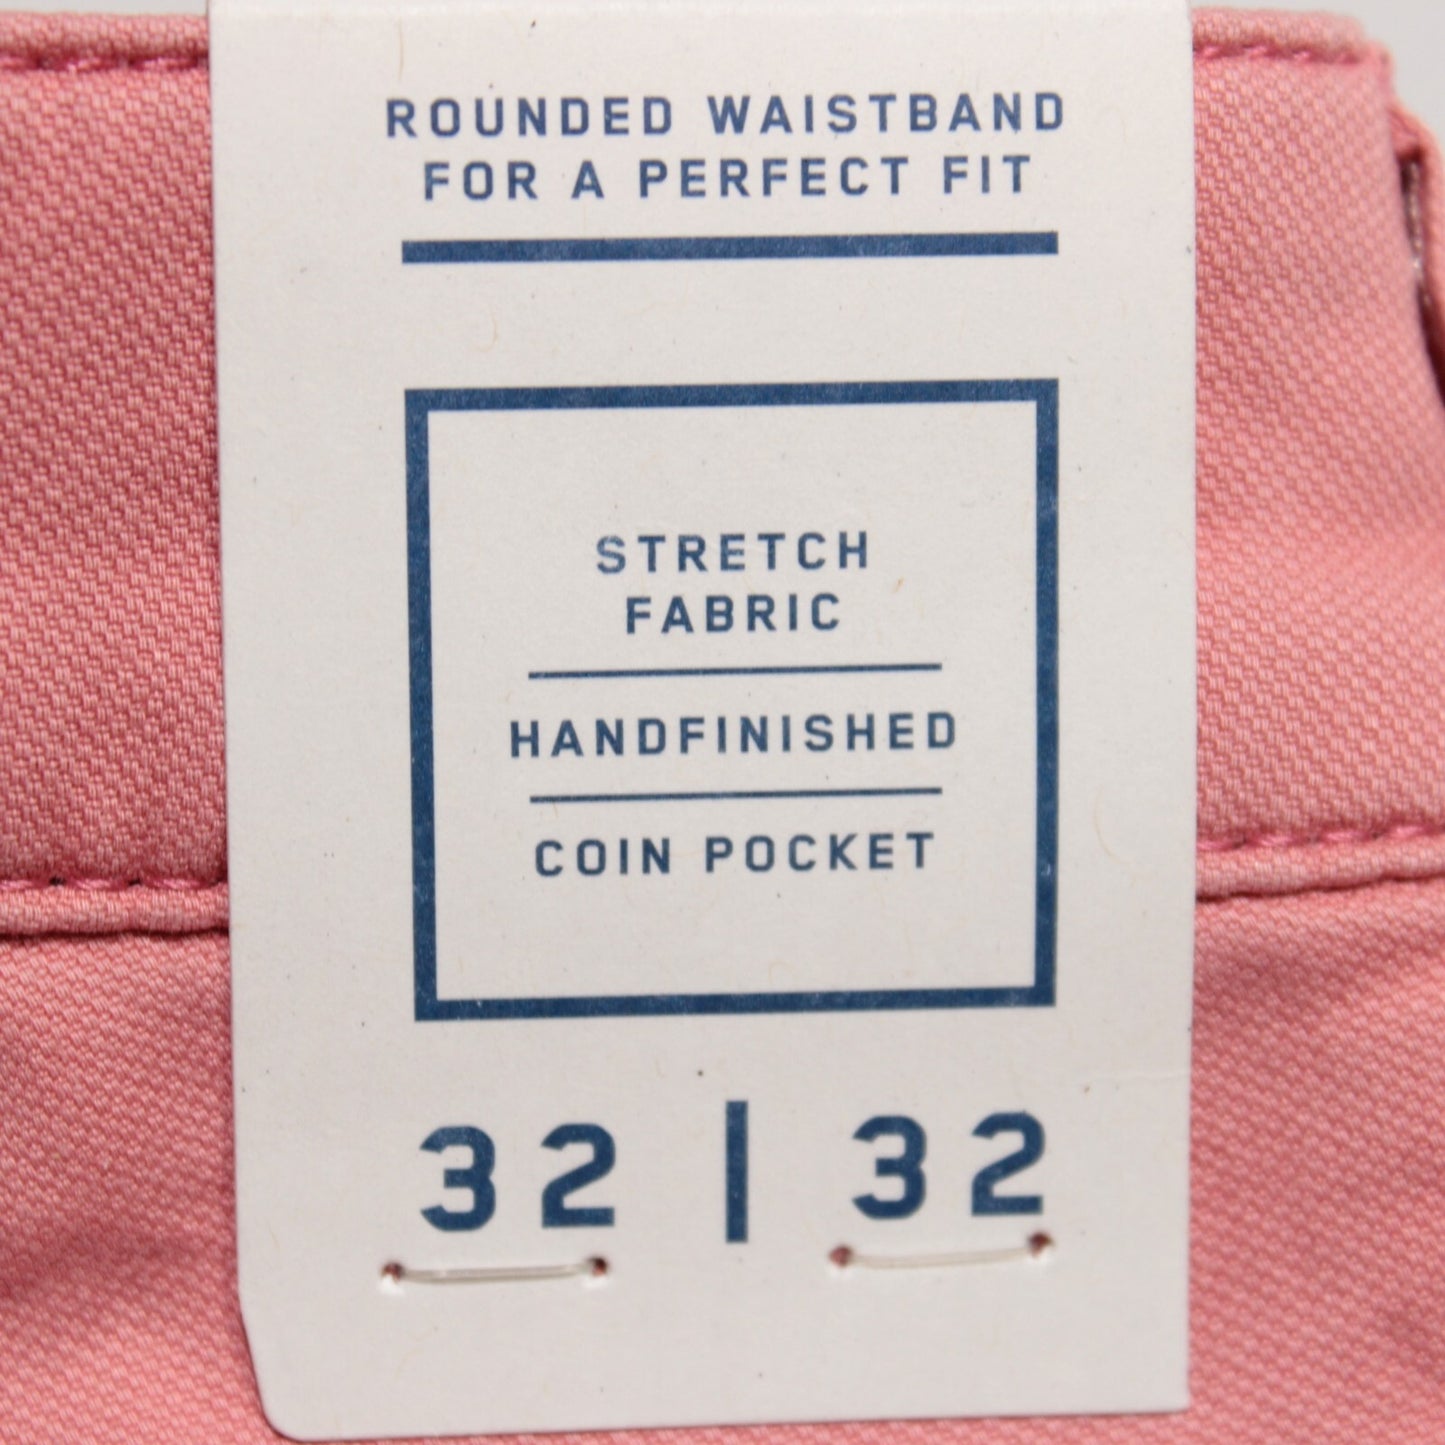 ROUNDED WAISTBAND
FOR A PERFECT FIT
STRETCH
FABRIC
HANDFINISHED
COIN POCKET
32 | 32